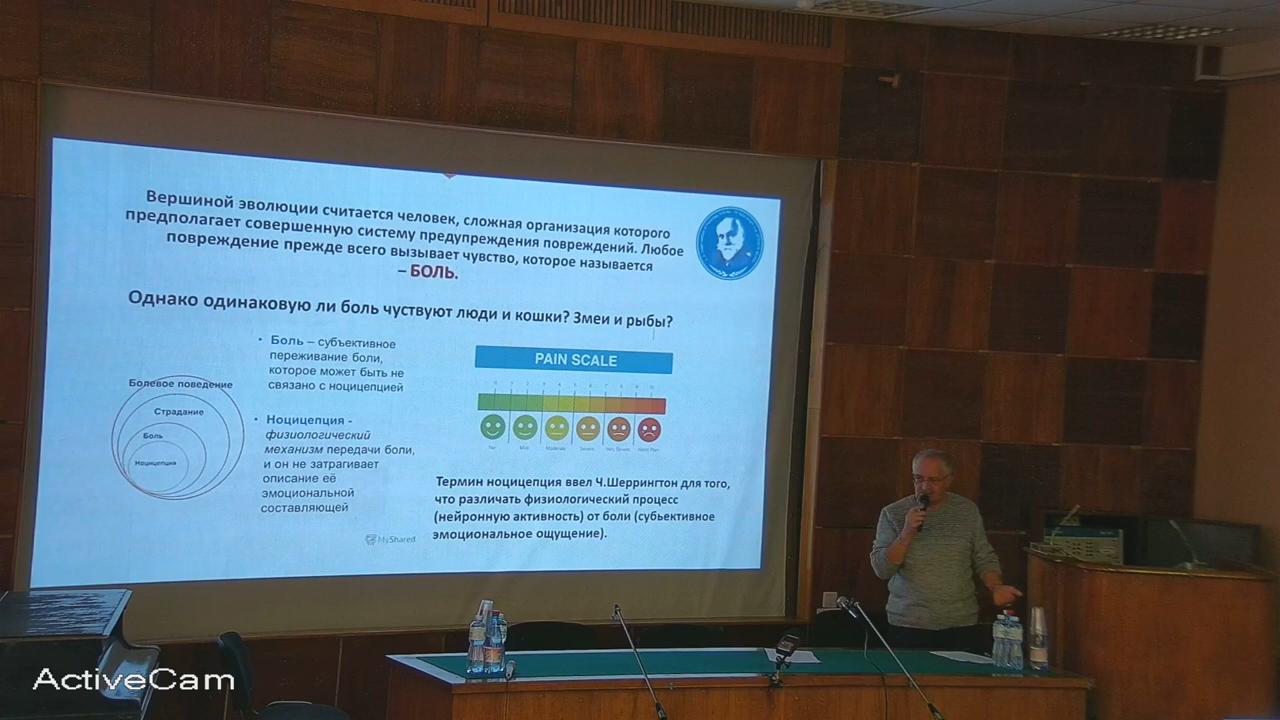 Вершиной эволюции считается человек, сложная организация которого
предполагает совершенную систему предупреждения повреждений. Любое
повреждение прежде всего вызывает чувство, которое называется
– БОЛЬ.
Однако одинаковую ли боль чуствуют люди и кошки? Змеи и рыбы?
Болевое поведение
Страдание
Боль
Ноцицепция
• Боль – субъективное
переживание боли,
которое может быть не
связано с ноцицепцией
• Ноцицепция -
физиологический
механизм передачи боли,
и он не затрагивает
описание её
эмоциональной
составляющей
MyShared
PAIN SCALE
Moderate
Термин ноцицепция ввел Ч.Шеррингтон для того,
что различать физиологический процесс
(нейронную активность) от боли (субьективное
эмоциональное ощущение).
ActiveCam